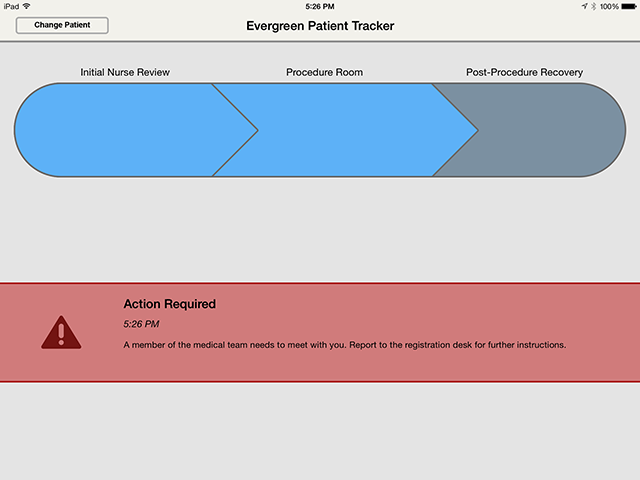 iPad 5:26 PM 100%
Change Patient Evergreen Patient Tracker
Initial Nurse Review Procedure Room Post-Procedure Recovery
Action Required
5:26 PM
A member of the medical team needs to meet with you. Report to the registration desk for further instructions.